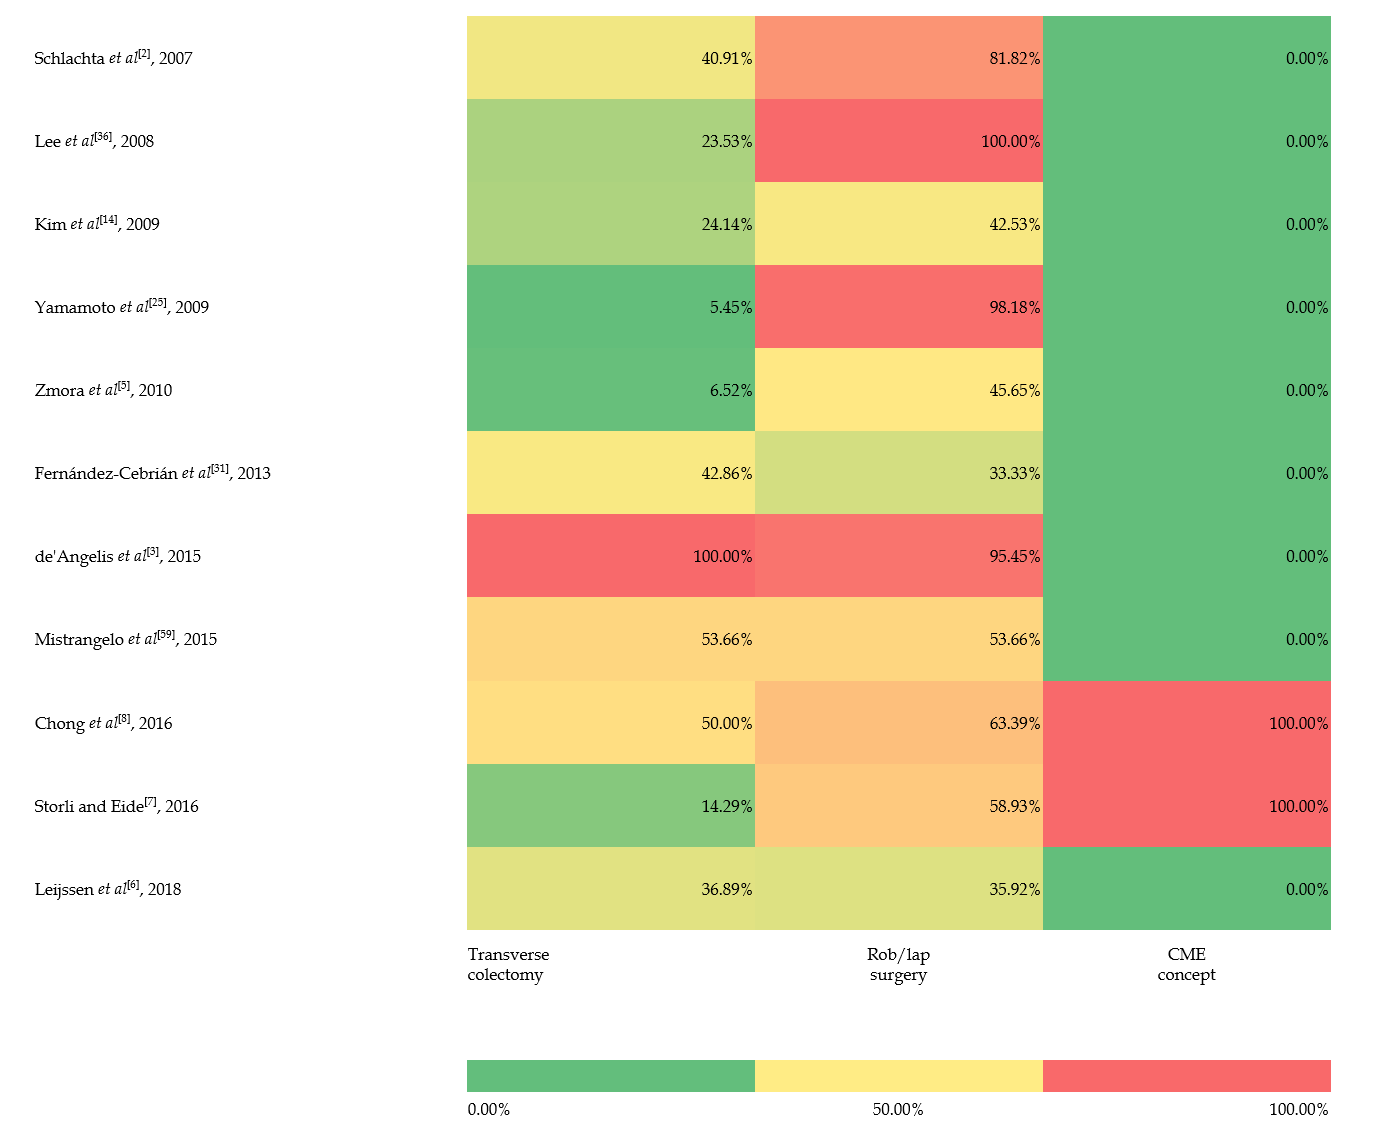 Schlachta et al[2], 2007 40.91% 81.82% 0.00%
Lee et al[36], 2008 23.53% 100.00% 0.00%
Kim et al[14], 2009 24.14% 42.53% 0.00%
Yamamoto et al[25], 2009 5.45% 98.18% 0.00%
Zmora et al[5], 2010 6.52% 45.65% 0.00%
Fernández-Cebrián et al[31], 2013 42.86% 33.33% 0.00%
de'Angelis et al[3], 2015 100.00% 95.45% 0.00%
Mistrangelo et al[59], 2015 53.66% 53.66% 0.00%
Chong et al[8], 2016 50.00% 63.39% 100.00%
Storli and Eide[7], 2016 14.29% 58.93% 100.00%
Leijssen et al[6], 2018 36.89% 35.92% 0.00%
Transverse Rob/lap CME
colectomy surgery concept
0.00% 50.00% 100.00%